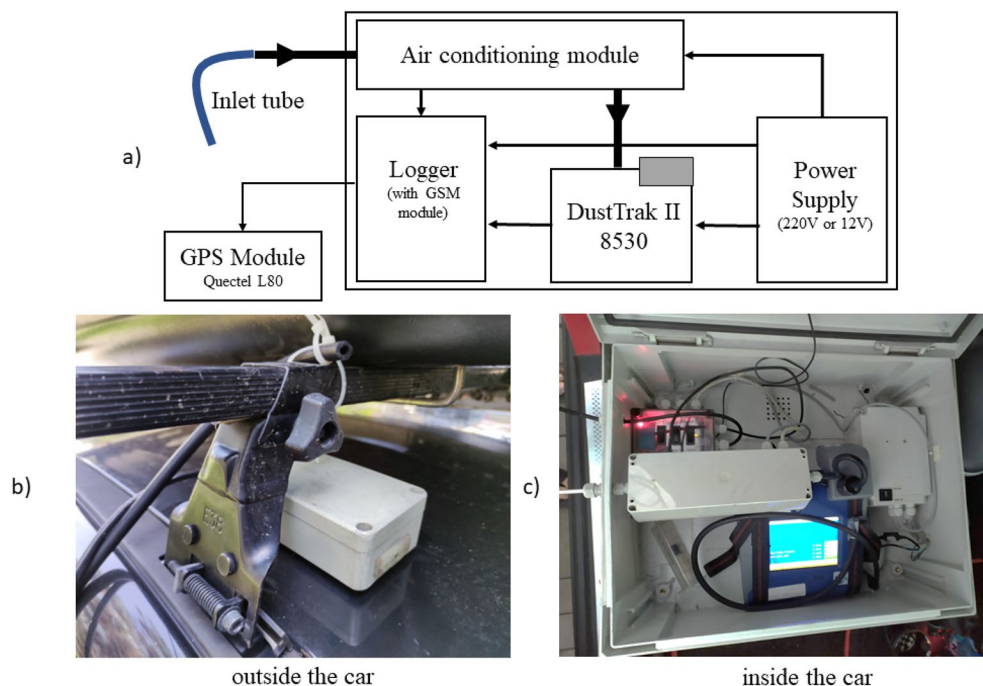 Air conditioning module
Inlet tube
a)
Logger
(with GSM
module)
DustTrak II
8530
Power
Supply
(220V or 12V)
GPS Module
Quectel L80
b)
E38
c)
outside the car
inside the car